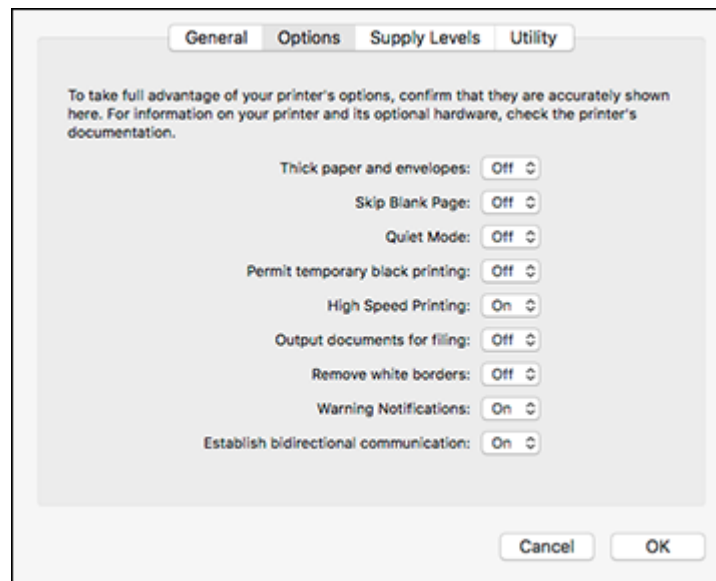 General Options Supply Levels Utility
To take full advantage of your printer's options, confirm that they are accurately shown
here. For information on your printer and its optional hardware, check the printer's
documentation.
Thick paper and envelopes: Off
Skip Blank Page: Off
Quiet Mode: Off
Permit temporary black printing: Off
High Speed Printing: On
Output documents for filing: Off
Remove white borders: Off
Warning Notifications: On
Establish bidirectional communication: On
Cancel OK